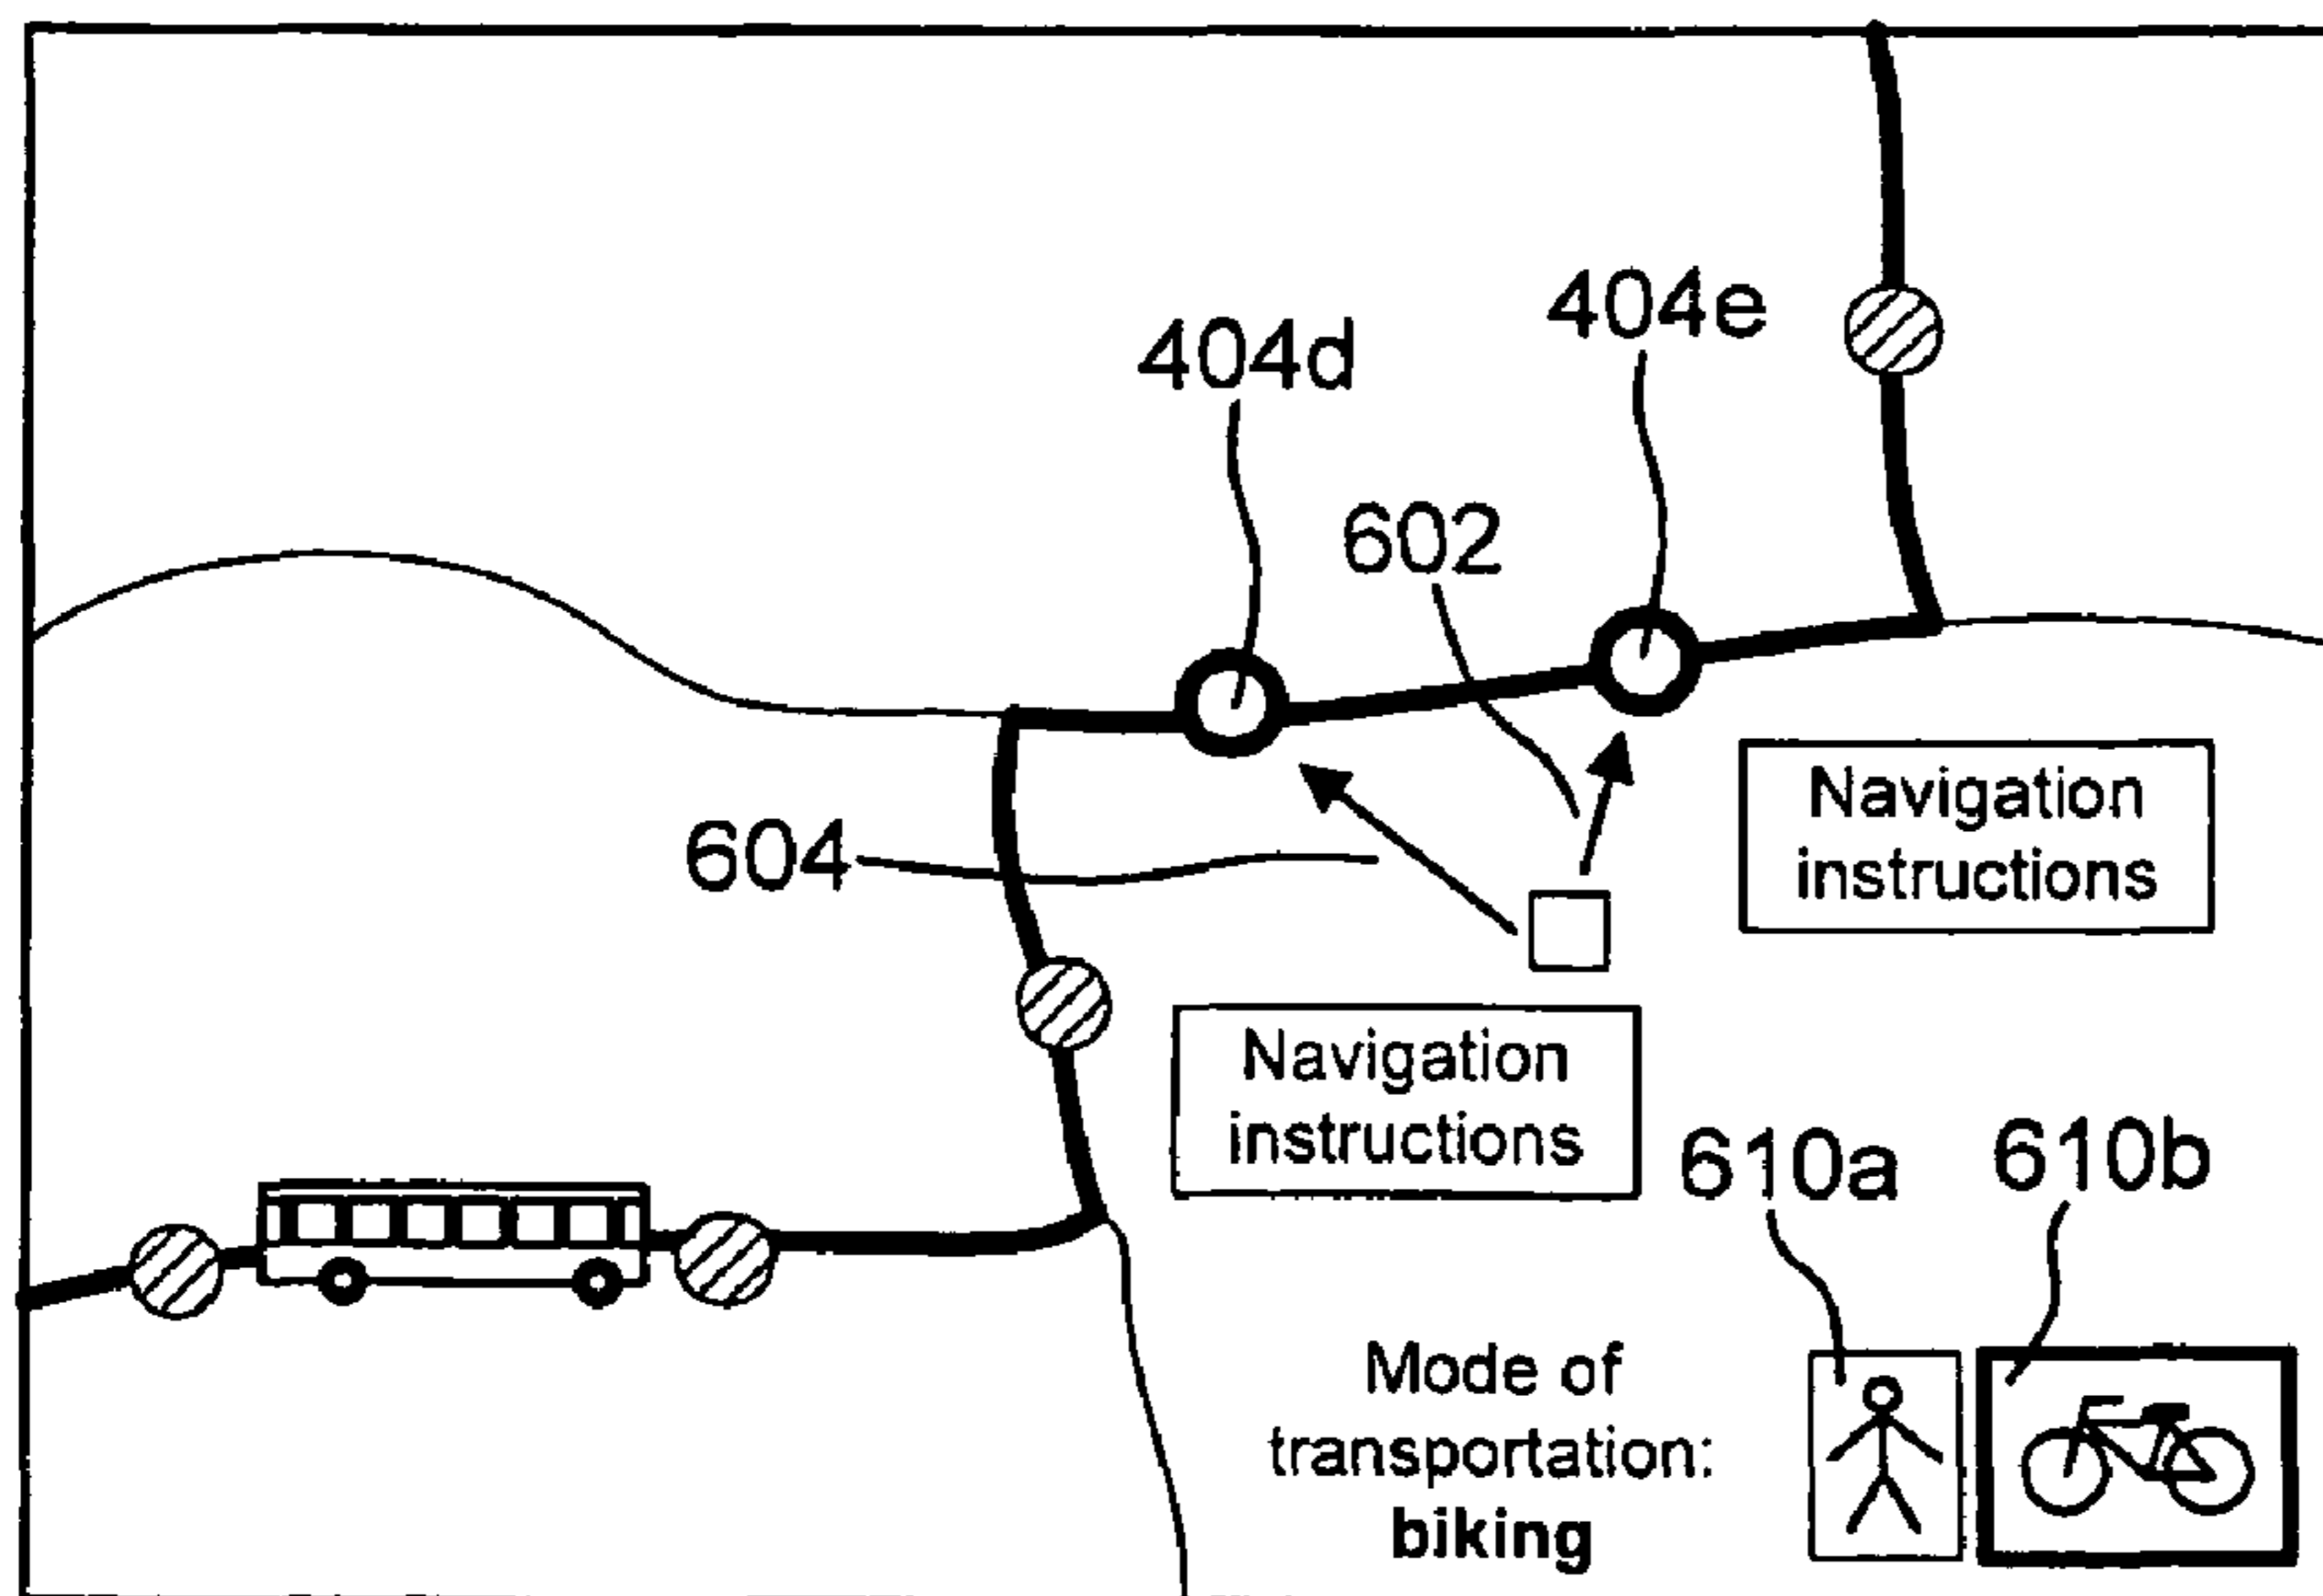 404e
404d
602
Navigation
instructions
604
Navigation
instructions
610a
610b
Mode of
transportation:
biking